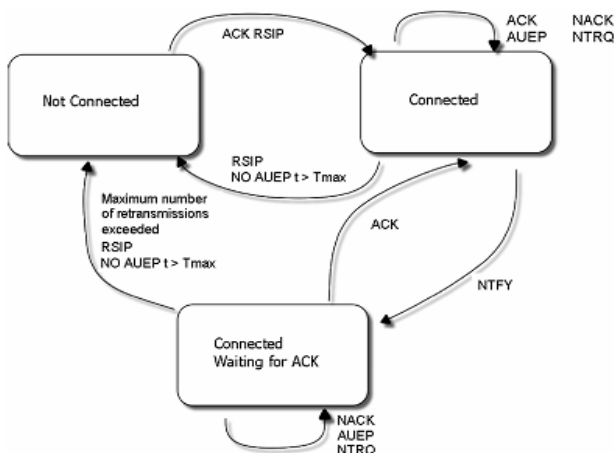 ACK NACK
AUEP NTRQ
ACK RSIP
Not Connected
Connected
RSIP
NO AUEP t > Tmax
Maximum number
of retransmissions
exceeded
RSIP
NO AUEP t > Tmax
ACK
NTFY
Connected
Waiting for ACK
NACK
AUEP
NTRQ